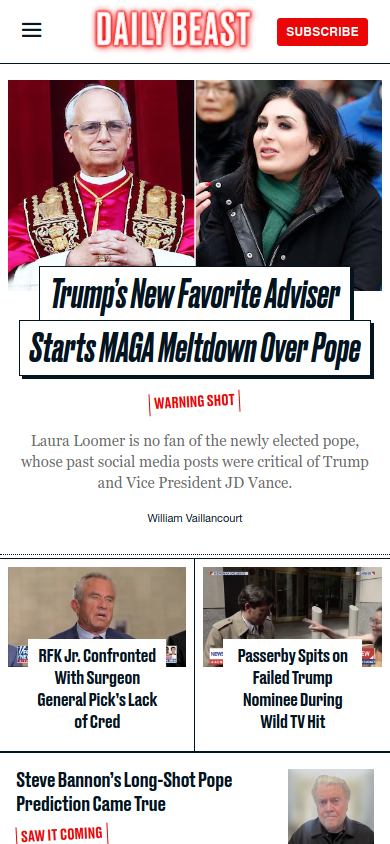 DAILY BEAST
SUBSCRIBE
Trump's New Favorite Adviser
Starts MAGA Meltdown Over Pope
WARNING SHOT
Laura Loomer is no fan of the newly elected pope,
whose past social media posts were critical of Trump
and Vice President JD Vance.
William Vaillancourt
RFK Jr. Confronted
With Surgeon
General Pick's Lack
of Cred
Passerby Spits on
Failed Trump
Nominee During
Wild TV Hit
Steve Bannon's Long-Shot Pope
Prediction Came True
SAW IT COMING